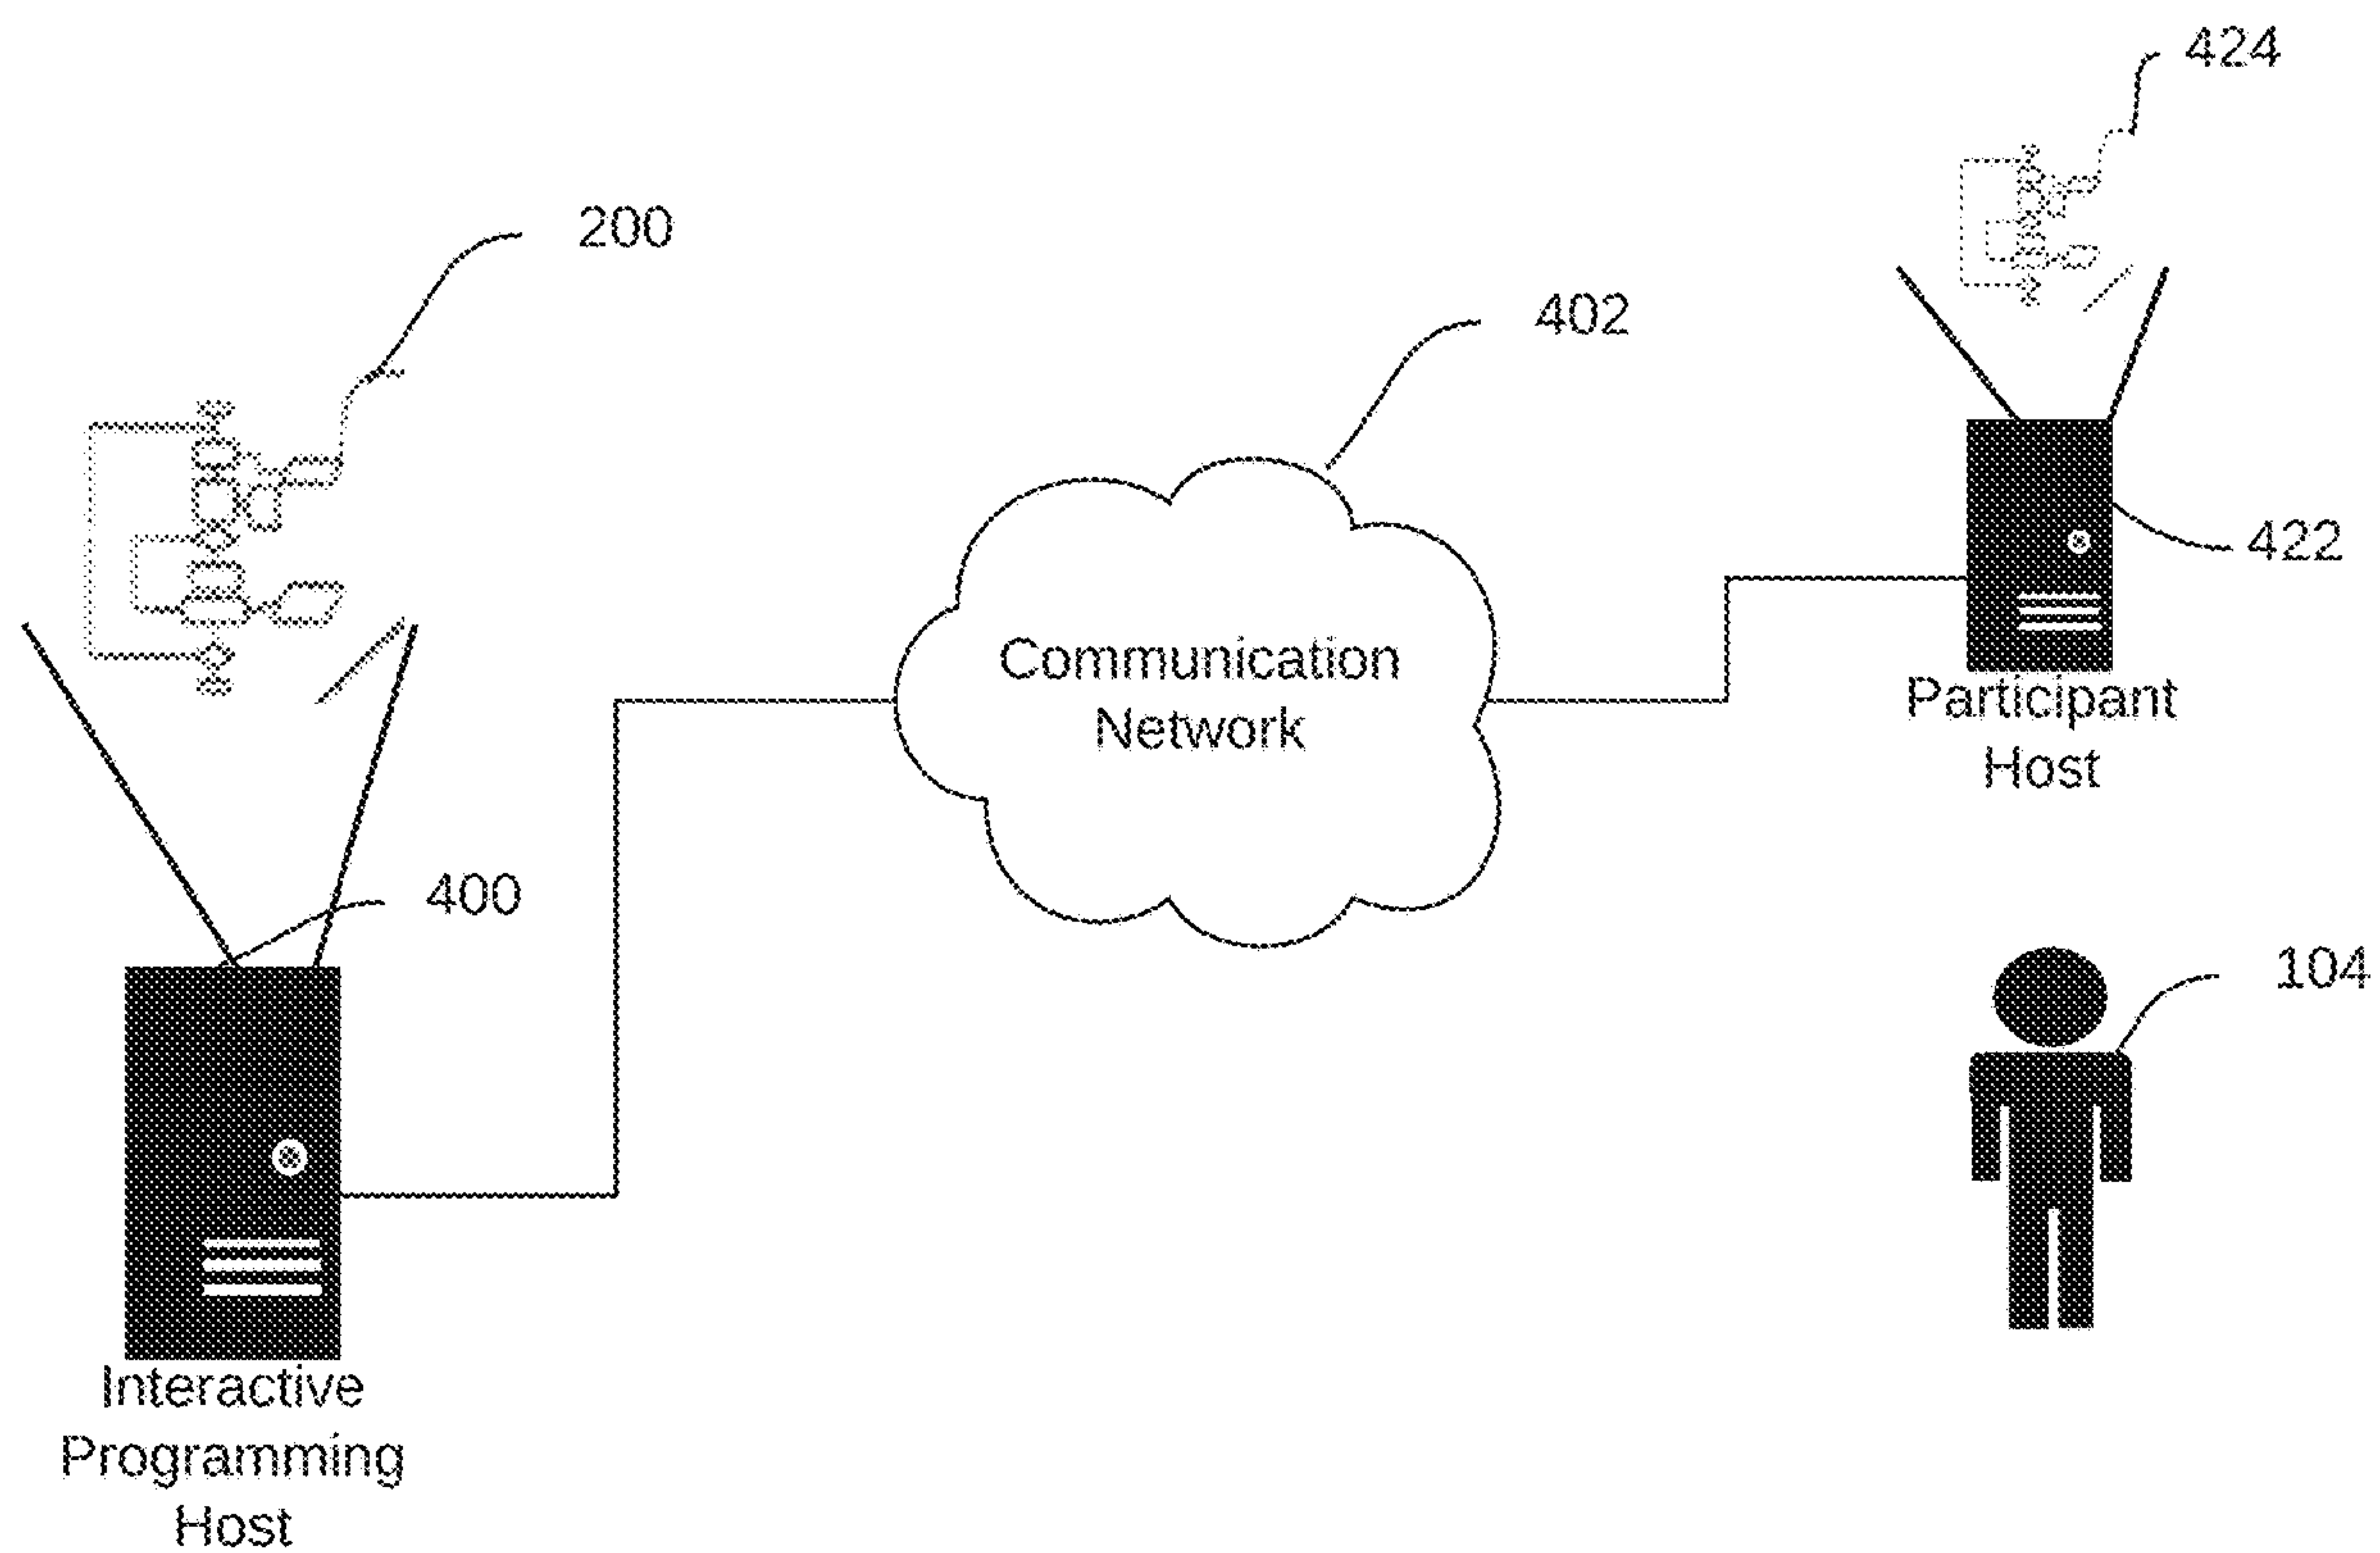 424
200
402
422
Communication
Network
Participant
Host
400
104
Interactive
Programming
Host